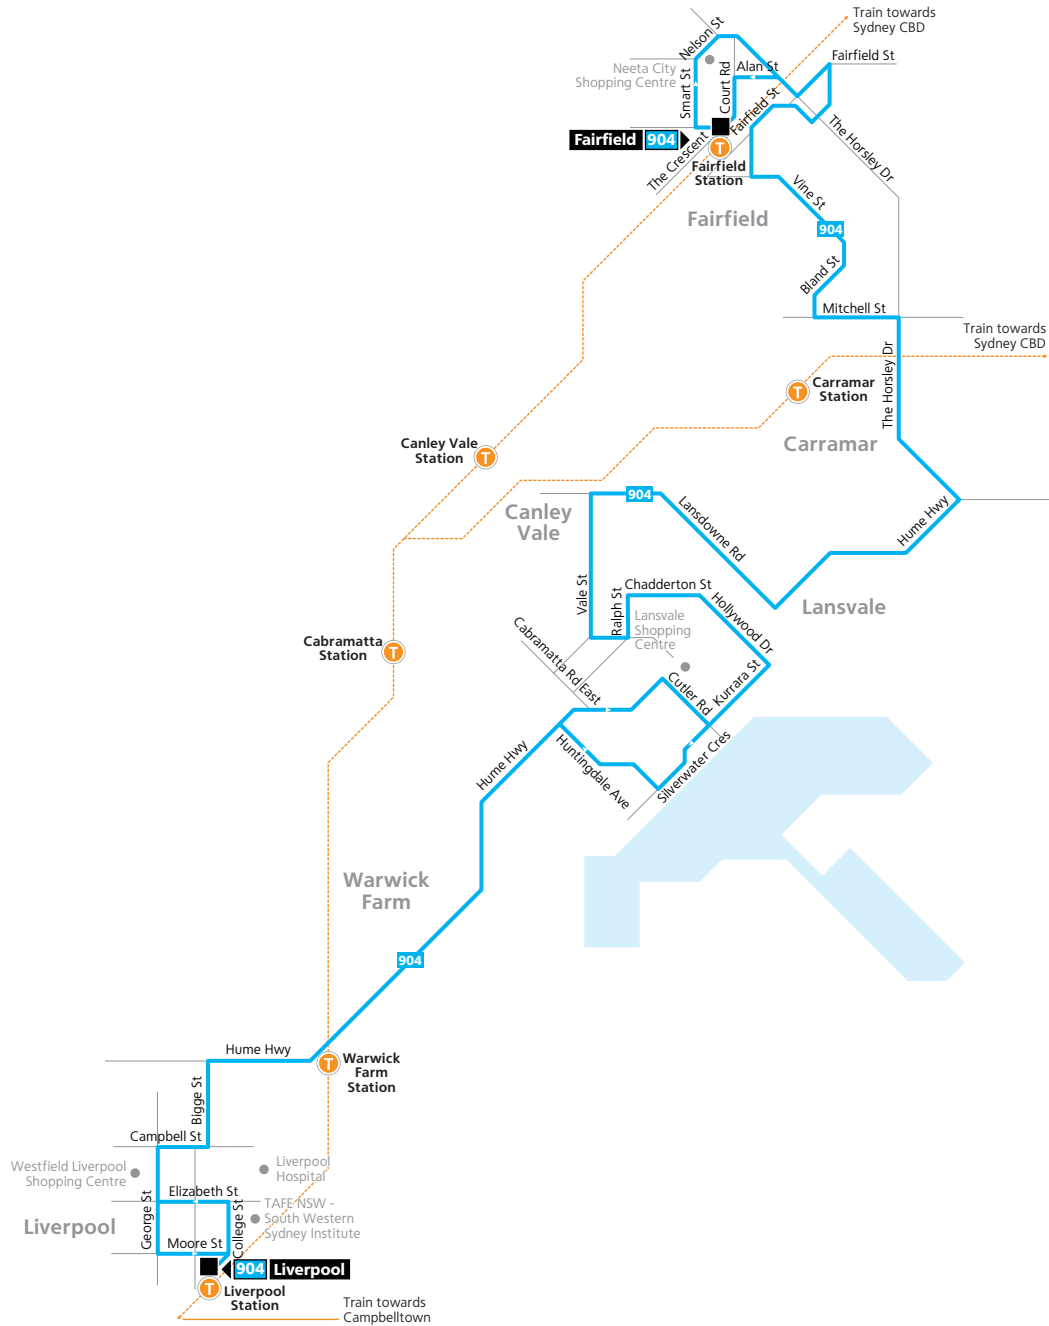 Train towards
Sydney CBD
Nelson St
Fairfield St
Neeta City
Shopping Centre
Alan St
Smart St
Court Rd
Fairfield St
The Horsley Dr
Fairfield 904
The Crescent
T
Fairfield
Station
Vine St
Fairfield
904
Bland St
Mitchell St
Train towards
Sydney CBD
The Horsley Dr
T
Carramar
Station
Canley Vale
Station
T
Carramar
904
Canley
Vale
Lansdowne Rd
Hume Hwy
Vale St
Chadderton St
Ralph St
Hollywood Dr
Lansvale
Lansvale
Shopping
Centre
Cabramatta
Station
T
Cabramatta Rd East
Cutler Rd
Kurrara St
Hume Hwy
Huntingdale Ave
Silverwater Cres
Warwick
Farm
904
Hume Hwy
T
Warwick
Farm
Station
Bigge St
Campbell St
Westfield Liverpool
Shopping Centre
Liverpool
Hospital
Elizabeth St
George St
College St
TAFE NSW -
South Western
Sydney Institute
Liverpool
Moore St
904 Liverpool
T
Liverpool
Station
Train towards
Campbelltown